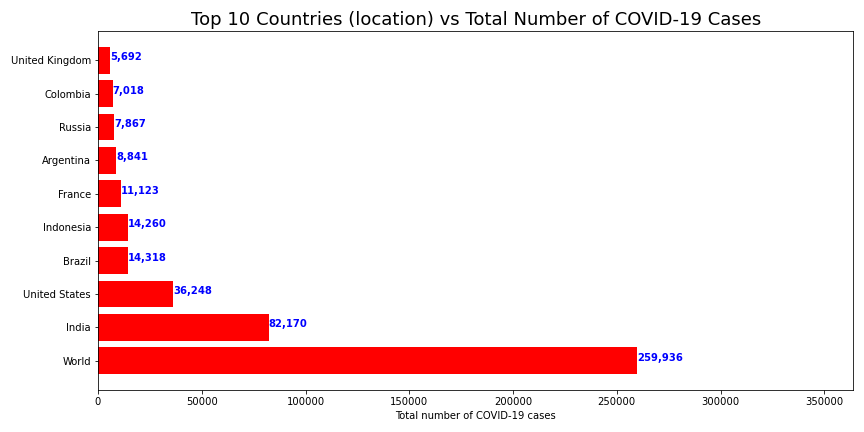 Top 10 Countries (location) vs Total Number of COVID-19 Cases
United Kingdom 5,692
Colombia 7,018
Russia 7,867
Argentina 8,841
France 11,123
Indonesia 14,260
Brazil 14,318
United States 36,248
India 82,170
World 259,936
0 50000 100000 150000 200000 250000 300000 350000
Total number of COVID-19 cases